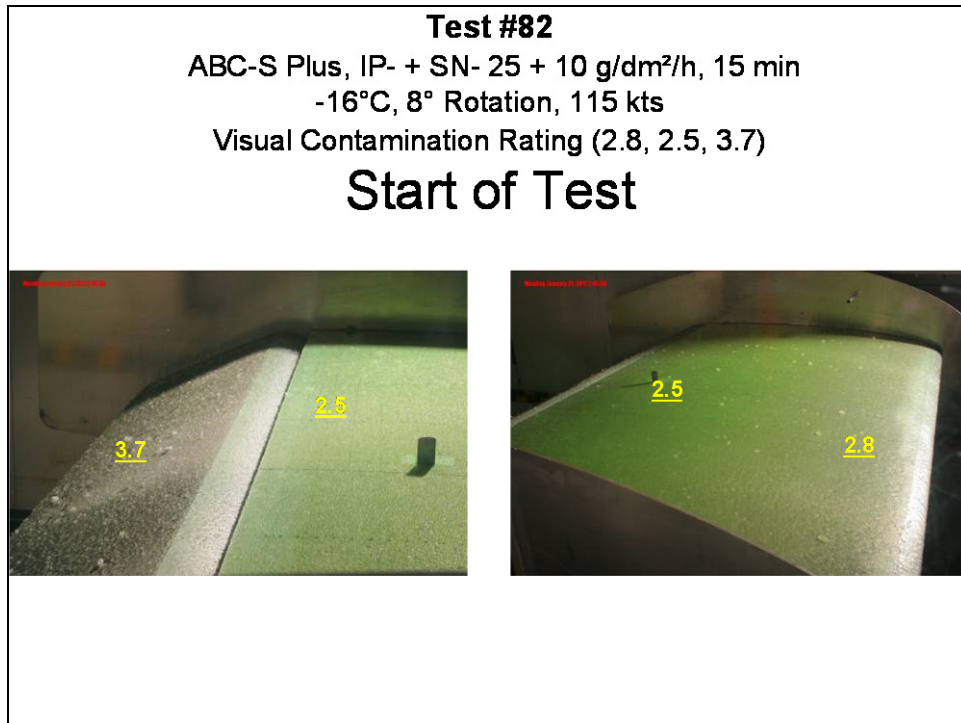 Test #82
ABC-S Plus, IP- + SN- 25 + 10 g/dm²/h, 15 min
-16°C, 8° Rotation, 115 kts
Visual Contamination Rating (2.8, 2.5, 3.7)
Start of Test
2.5
3.7
2.5
2.8